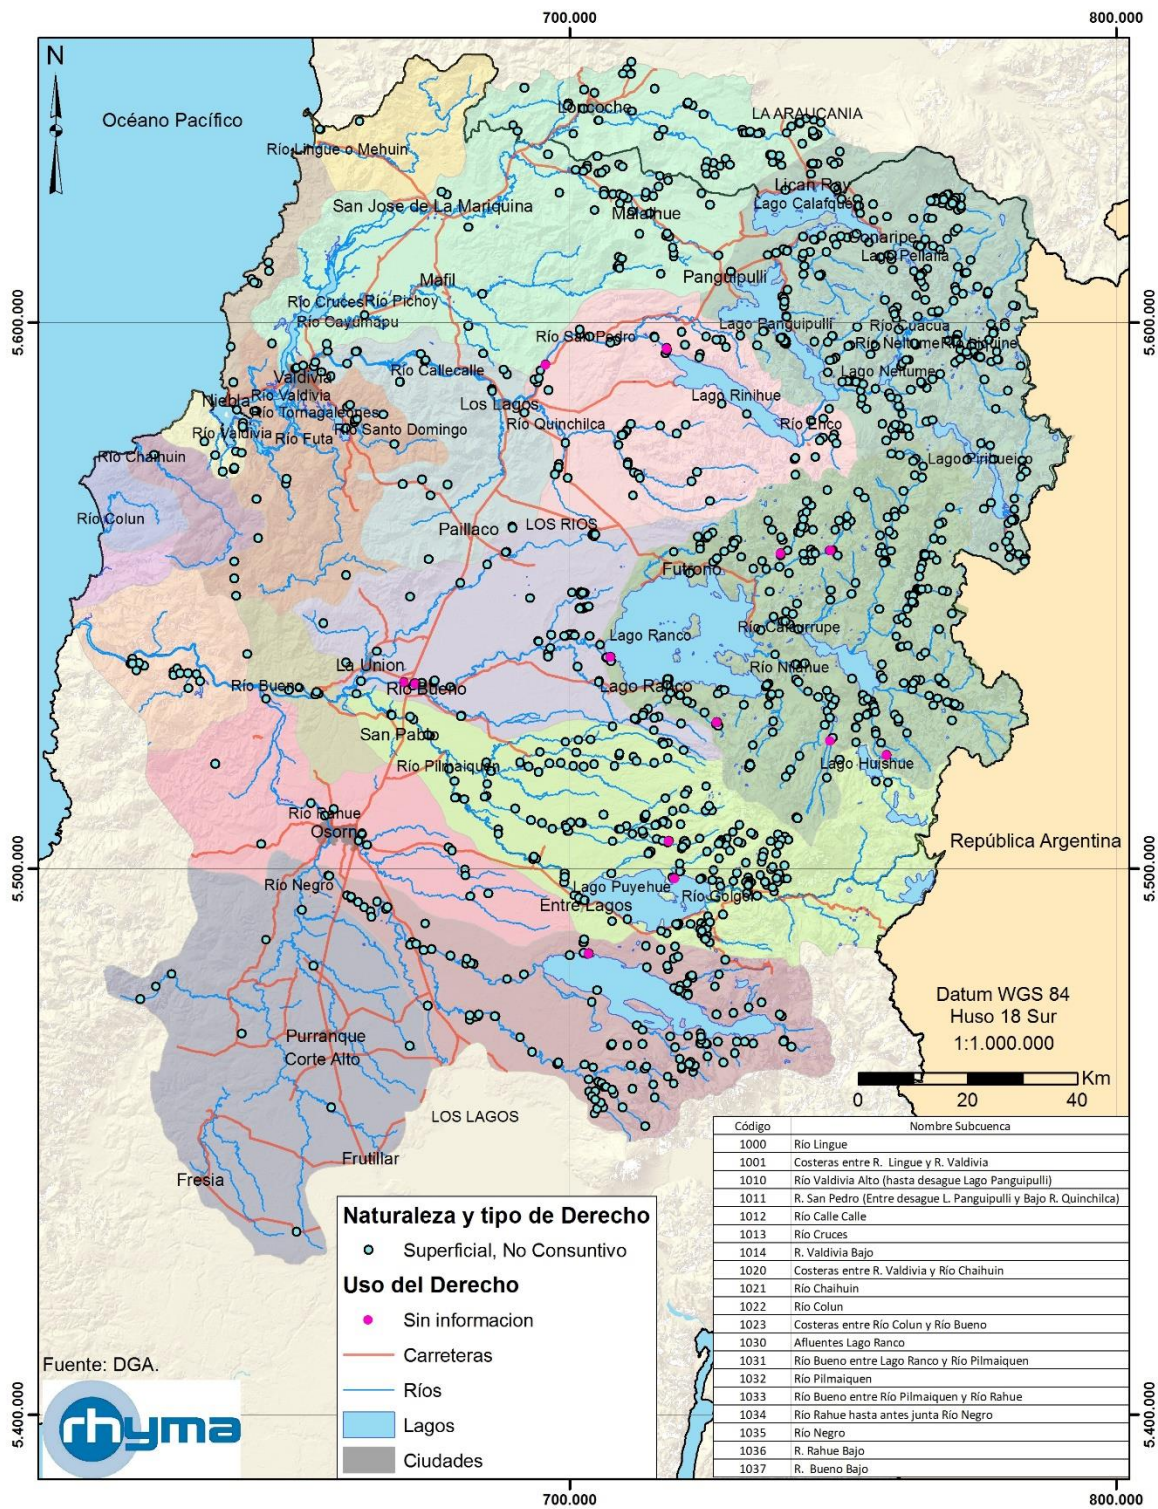 700.000
800.000
N
Océano Pacífico
Loncoche
LA ARAUCANIA
Río Lingue o Mehuin
Lican Ray
San Jose de La Mariquina
Lago Calafquén
Malalhue
Coñaripe
Lago Pellaifa
Mafil
Panguipulli
Río Cruces
Río Pichoy
Río Cayumapu
5.600.000
5.600.000
Lago Panguipulli
Río Cuacua
Río San Pedro
Río Neltume
Río Callecalle
Lago Neltume
Valdivia
Río Valdivia
Niebla
Los Lagos
Lago Rinihue
Río Tornagaleones
Río Quinchilca
Río Enco
Río Valdivia
Río Futa
Río Santo Domingo
Río Chaihuin
Lago Pirihueico
Río Colun
Paillaco
LOS RIOS
Futrono
Río Calcurrupe
Lago Ranco
La Union
Río Nilahue
Río Bueno
Río Bueno
Lago Ranco
San Pablo
Río Pilmaiquen
Lago Huishue
Río Rahue
Osorno
República Argentina
5.500.000
5.500.000
Río Negro
Lago Puyehue
Río Golgol
Entre Lagos
Datum WGS 84
Huso 18 Sur
1:1.000.000
Purranque
Corte Alto
Km
0 20 40
LOS LAGOS
Frutillar
Fresia
Código Nombre Subcuenca
1000 Río Lingue
1001 Costeras entre R. Lingue y R. Valdivia
1010 Río Valdivia Alto (hasta desague Lago Panguipulli)
1011 R. San Pedro (Entre desague L. Panguipulli y Bajo R. Quinchilca)
1012 Río Calle Calle
1013 Río Cruces
1014 R. Valdivia Bajo
1020 Costeras entre R. Valdivia y Río Chaihuin
1021 Río Chaihuin
1022 Río Colun
1023 Costeras entre Río Colun y Río Bueno
1030 Afluentes Lago Ranco
1031 Río Bueno entre Lago Ranco y Río Pilmaiquen
1032 Río Pilmaiquen
1033 Río Bueno entre Río Pilmaiquen y Río Rahue
1034 Río Rahue hasta antes junta Río Negro
1035 Río Negro
1036 R. Rahue Bajo
1037 R. Bueno Bajo
Naturaleza y tipo de Derecho
Superficial, No Consuntivo
Uso del Derecho
Sin informacion
Carreteras
Ríos
Lagos
Ciudades
Fuente: DGA.
rhyma
5.400.000
5.400.000
700.000
800.000